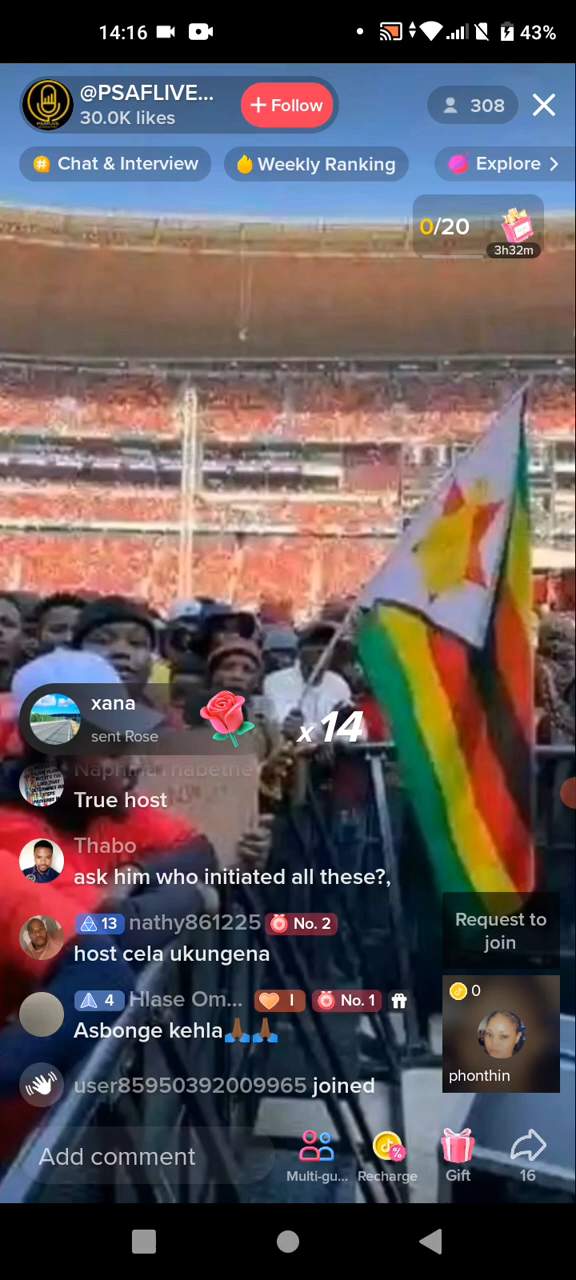 14:16
43%
@PSAFLIVE...
30.0K likes
+ Follow
308
Chat & Interview
Weekly Ranking
Explore
0/20
3h32m
xana
sent Rose
x14
True host
Thabo
ask him who initiated all these?,
13 nathy861225 No. 2
host cela ukungena
4 Hlase Om... I No. 1
Asbonge kehla
user85950392009965 joined
Request to
join
0
phonthin
Add comment
Multi-gu...
Recharge
Gift
16